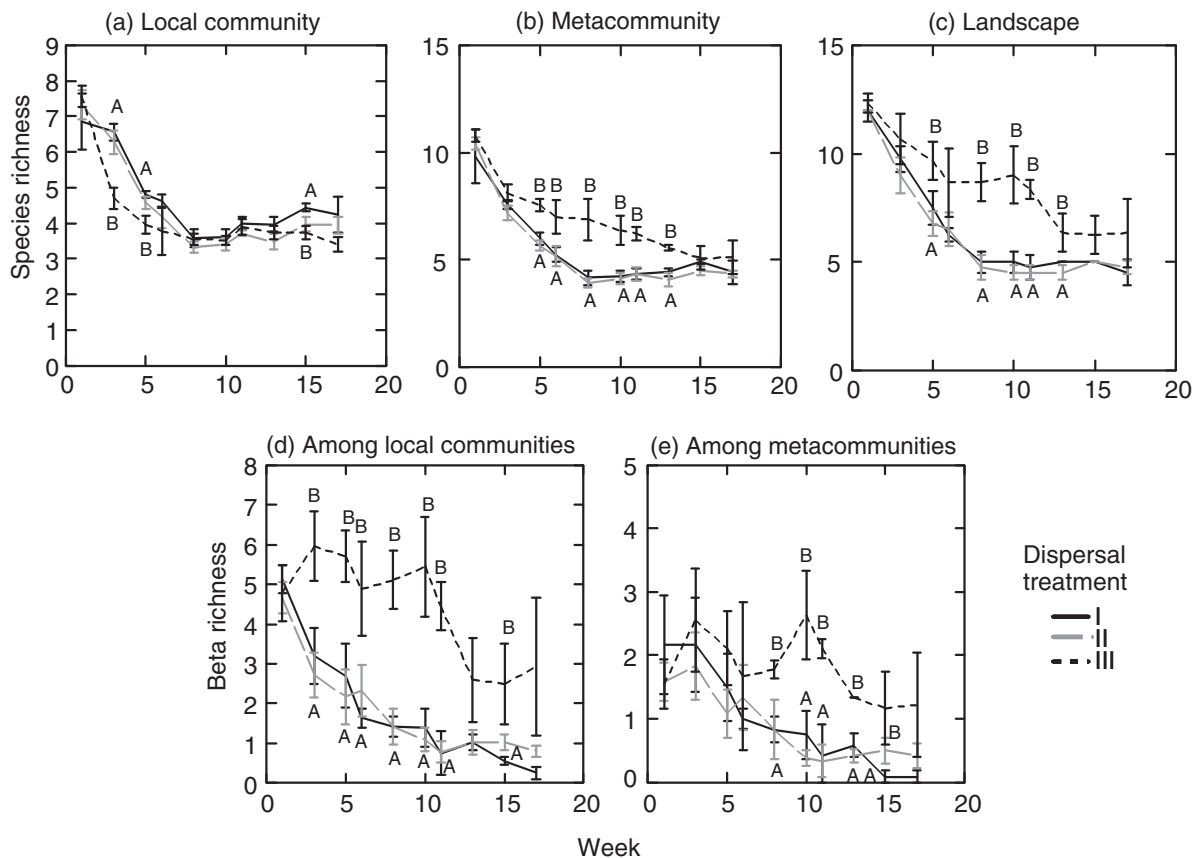 (a) Local community
(b) Metacommunity
(c) Landscape
Species richness
9
8
7
6
5
4
3
2
1
0
A
A
A
B
B
B
0 5 10 15 20
15
10
5
0
B B B B B B
A A A A A A
0 5 10 15 20
15
10
5
0
B B B B B
A A A A A
0 5 10 15 20
(d) Among local communities
(e) Among metacommunities
Beta richness
8
7
6
5
4
3
2
1
0
B B B B B B B
A A A A A A A
0 5 10 15 20
5
4
3
2
1
0
B B B B B
A A A A A
0 5 10 15 20
Week
Dispersal
treatment
I
II
III